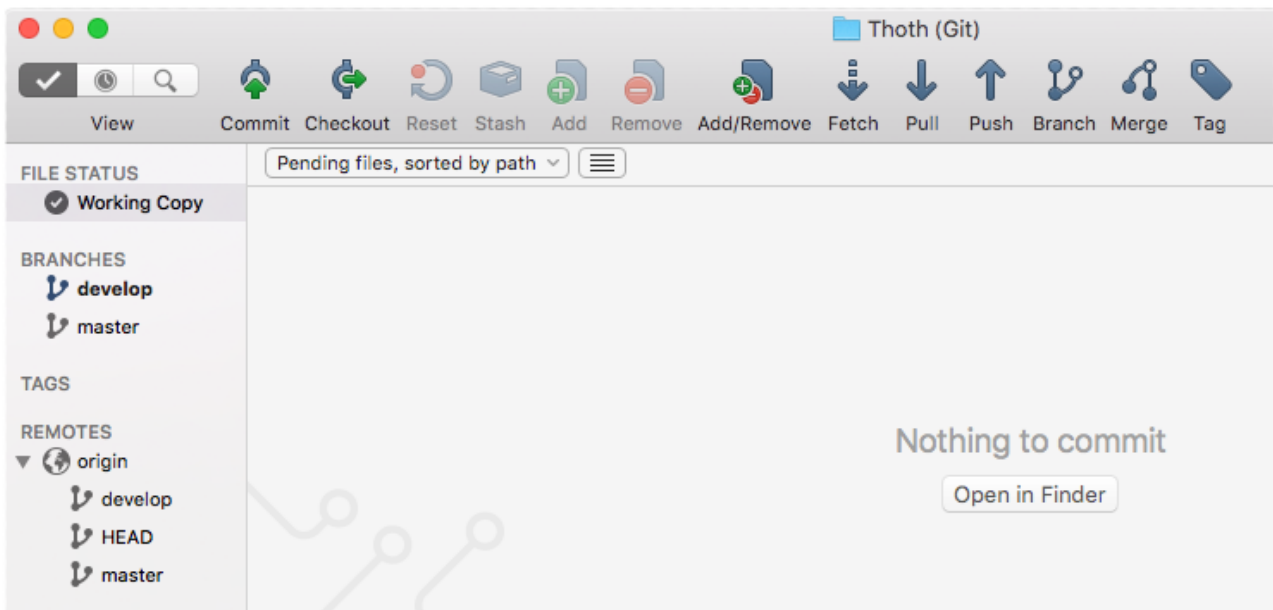 Thoth (Git)
View Commit Checkout Reset Stash Add Remove Add/Remove Fetch Pull Push Branch Merge Tag
Pending files, sorted by path
FILE STATUS
Working Copy
BRANCHES
develop
master
TAGS
REMOTES
origin
develop
HEAD
master
Nothing to commit
Open in Finder